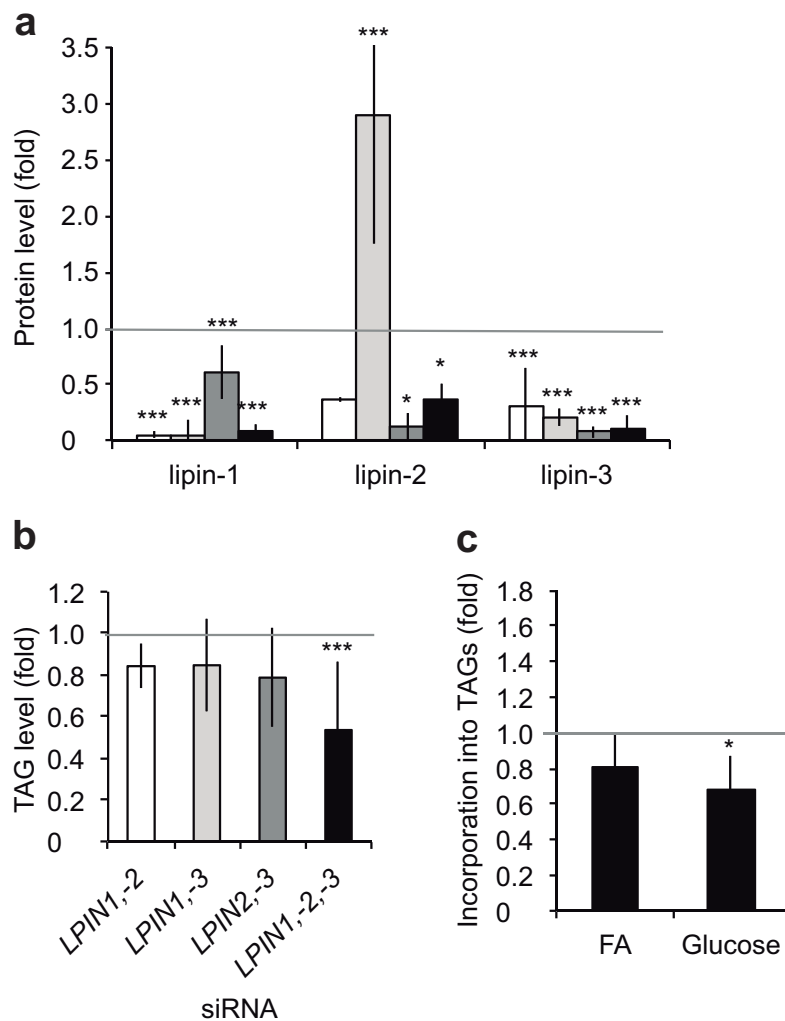 a
Protein level (fold)
3.5
3.0
2.5
2.0
1.5
1.0
0.5
0
***
***
***
***
***
*
*
***
***
***
***
lipin-1
lipin-2
lipin-3
b
TAG level (fold)
1.2
1.0
0.8
0.6
0.4
0.2
0
***
LPIN1,-2
LPIN1,-3
LPIN2,-3
LPIN1,-2,-3
siRNA
c
Incorporation into TAGs (fold)
1.8
1.6
1.4
1.2
1.0
0.8
0.6
0.4
0.2
0
*
FA
Glucose